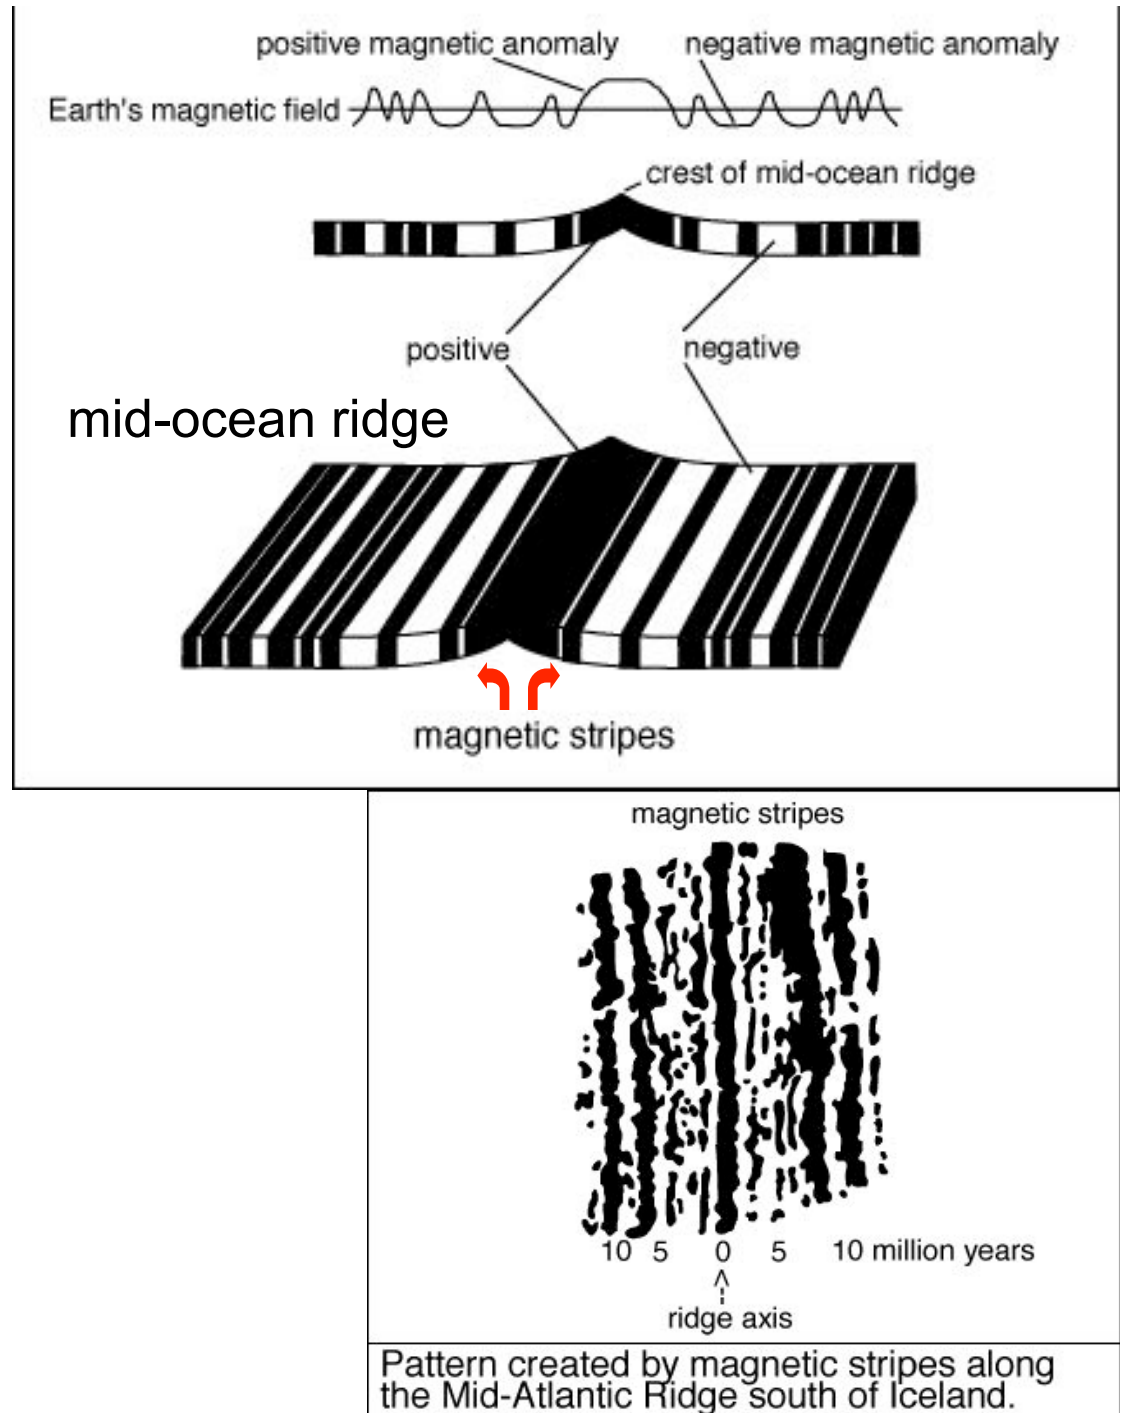 positive magnetic anomaly
negative magnetic anomaly
Earth's magnetic field
crest of mid-ocean ridge
positive
negative
mid-ocean ridge
magnetic stripes
magnetic stripes
10 5 0 5 10 million years
ridge axis
Pattern created by magnetic stripes along
the Mid-Atlantic Ridge south of Iceland.